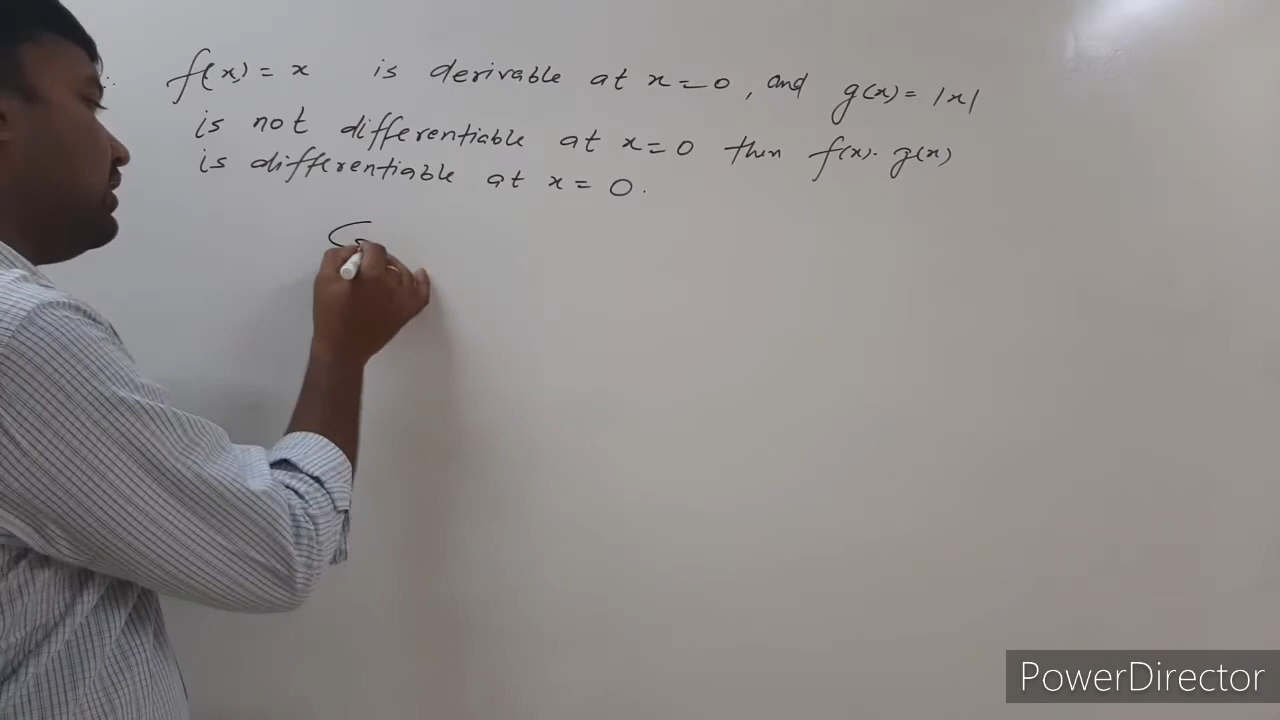 ∴ f(x) = x is derivable at x=0, and g(x) = |x|
is not differentiable at x=0 then f(x). g(x)
is differentiable at x = 0.
PowerDirector